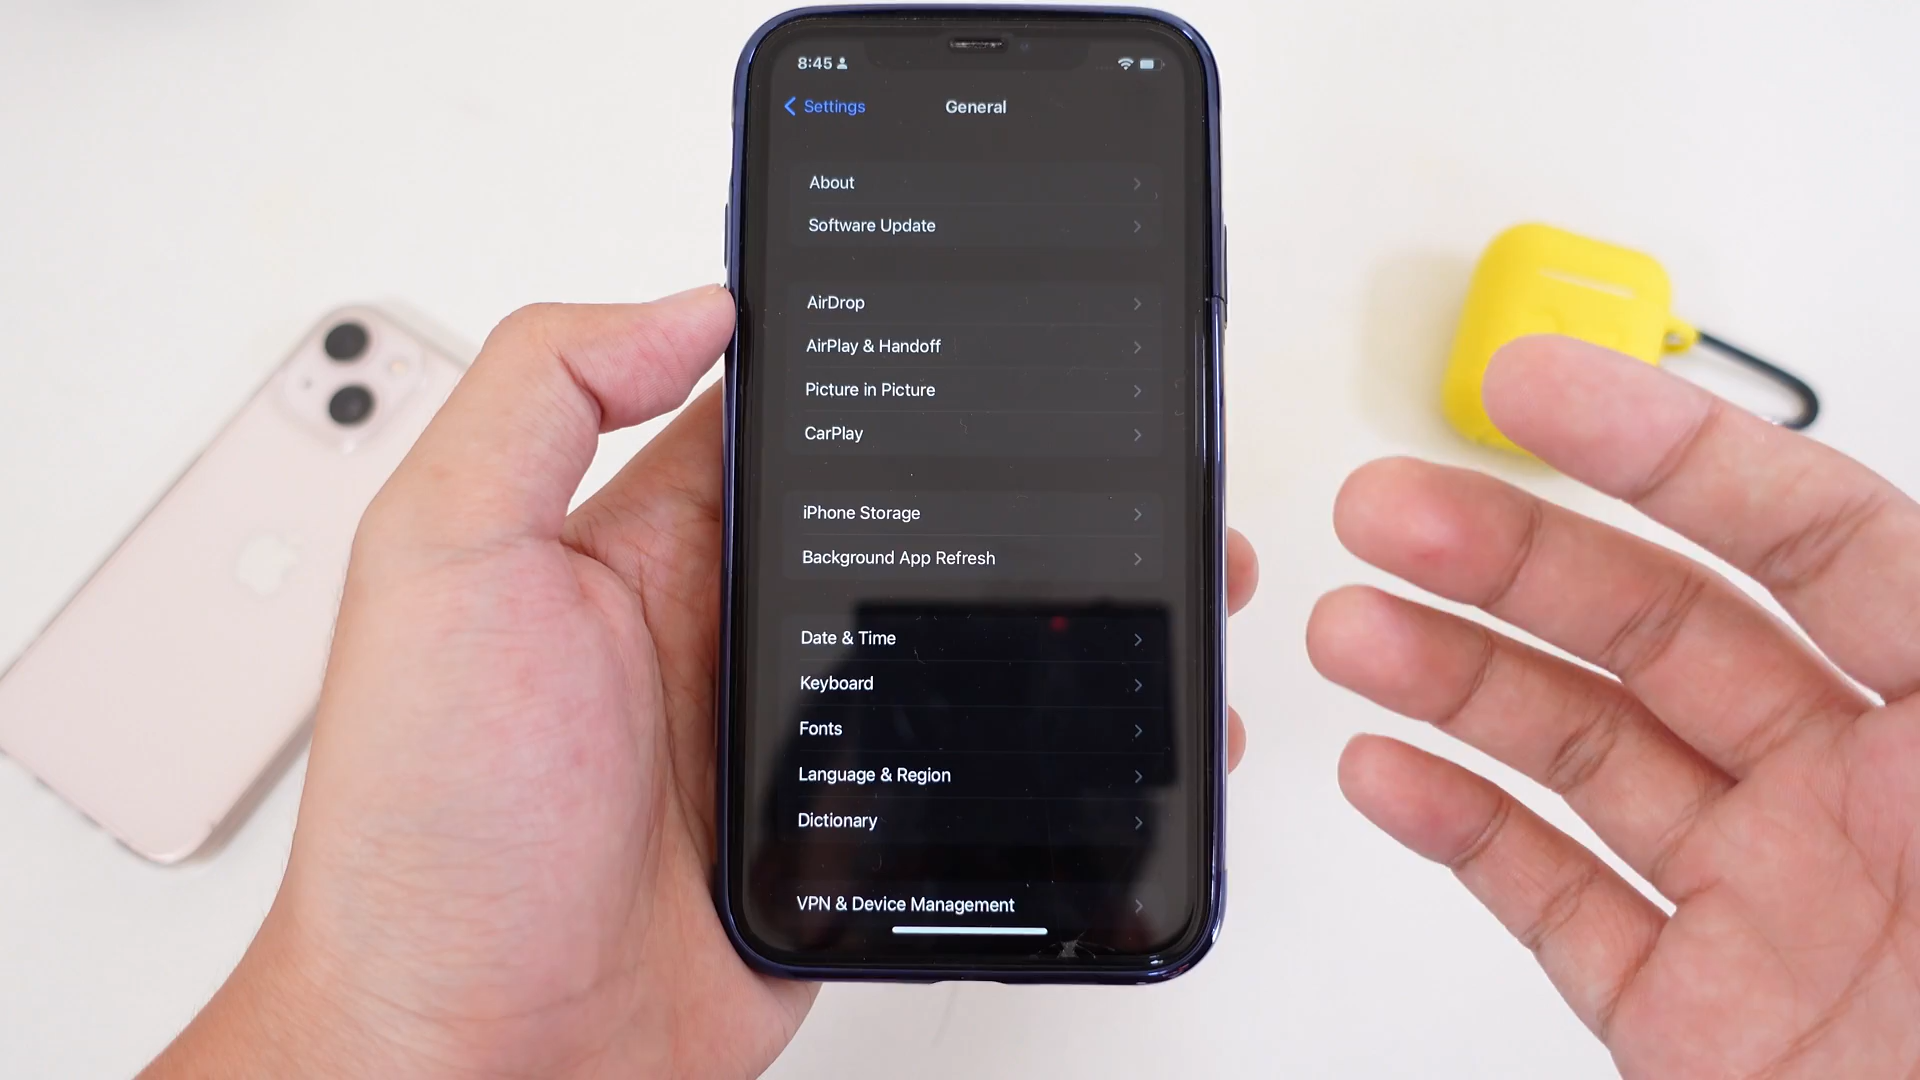 8:45
Settings
General
About
Software Update
AirDrop
AirPlay & Handoff
Picture in Picture
CarPlay
iPhone Storage
Background App Refresh
Date & Time
Keyboard
Fonts
Language & Region
Dictionary
VPN & Device Management